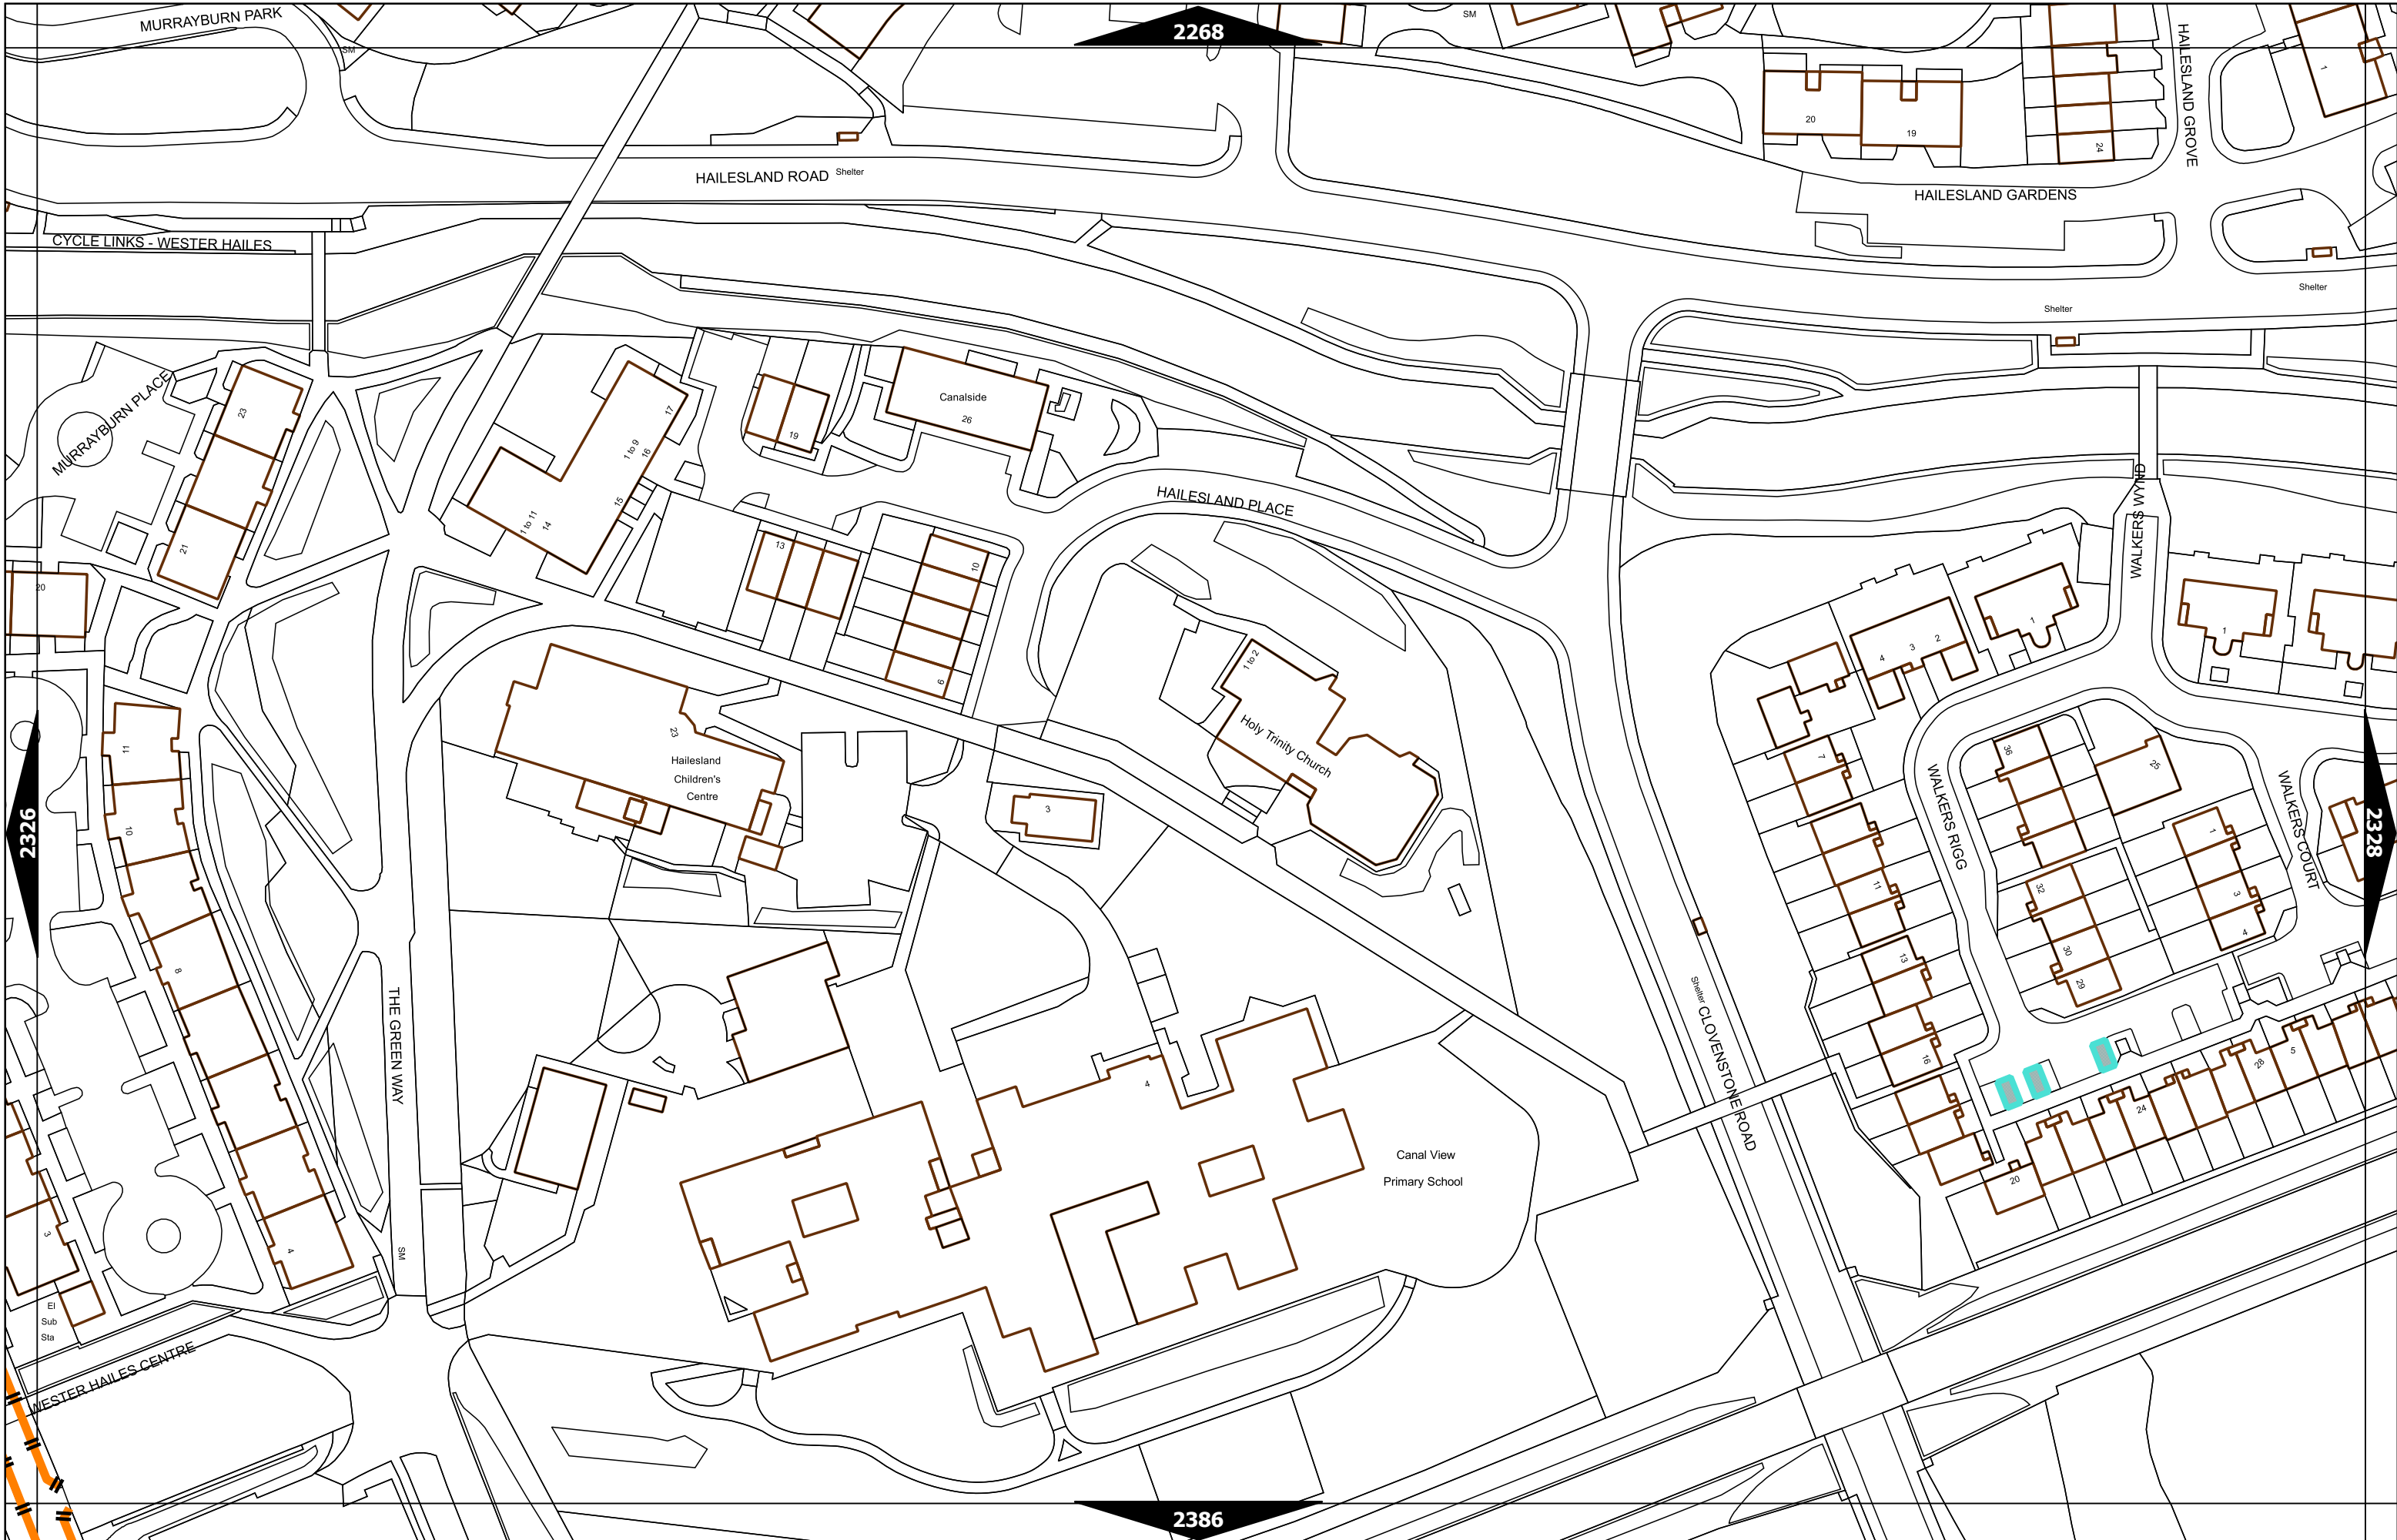 MURRAYBURN PARK
SM
2268
SM
HAILESLAND GROVE
1
20
19
24
HAILESLAND ROAD
Shelter
HAILESLAND GARDENS
CYCLE LINKS - WESTER HAILES
Shelter
Shelter
MURRAYBURN PLACE
23
21
20
17
1 to 9
16
15
1 to 11
14
19
Canalside
26
HAILESLAND PLACE
13
10
6
WALKERS WYND
1
2
3
4
1
1 to 2
Holy Trinity Church
23
Hailesland
Children's
Centre
3
11
10
8
4
3
2326
2328
7
11
13
16
WALKERS RIGG
36
25
32
30
29
1
3
4
WALKERS COURT
THE GREEN WAY
SM
Shelter
CLOVENSTONE ROAD
4
Canal View
Primary School
20
24
28
5
El
Sub
Sta
WESTER HAILES CENTRE
2386